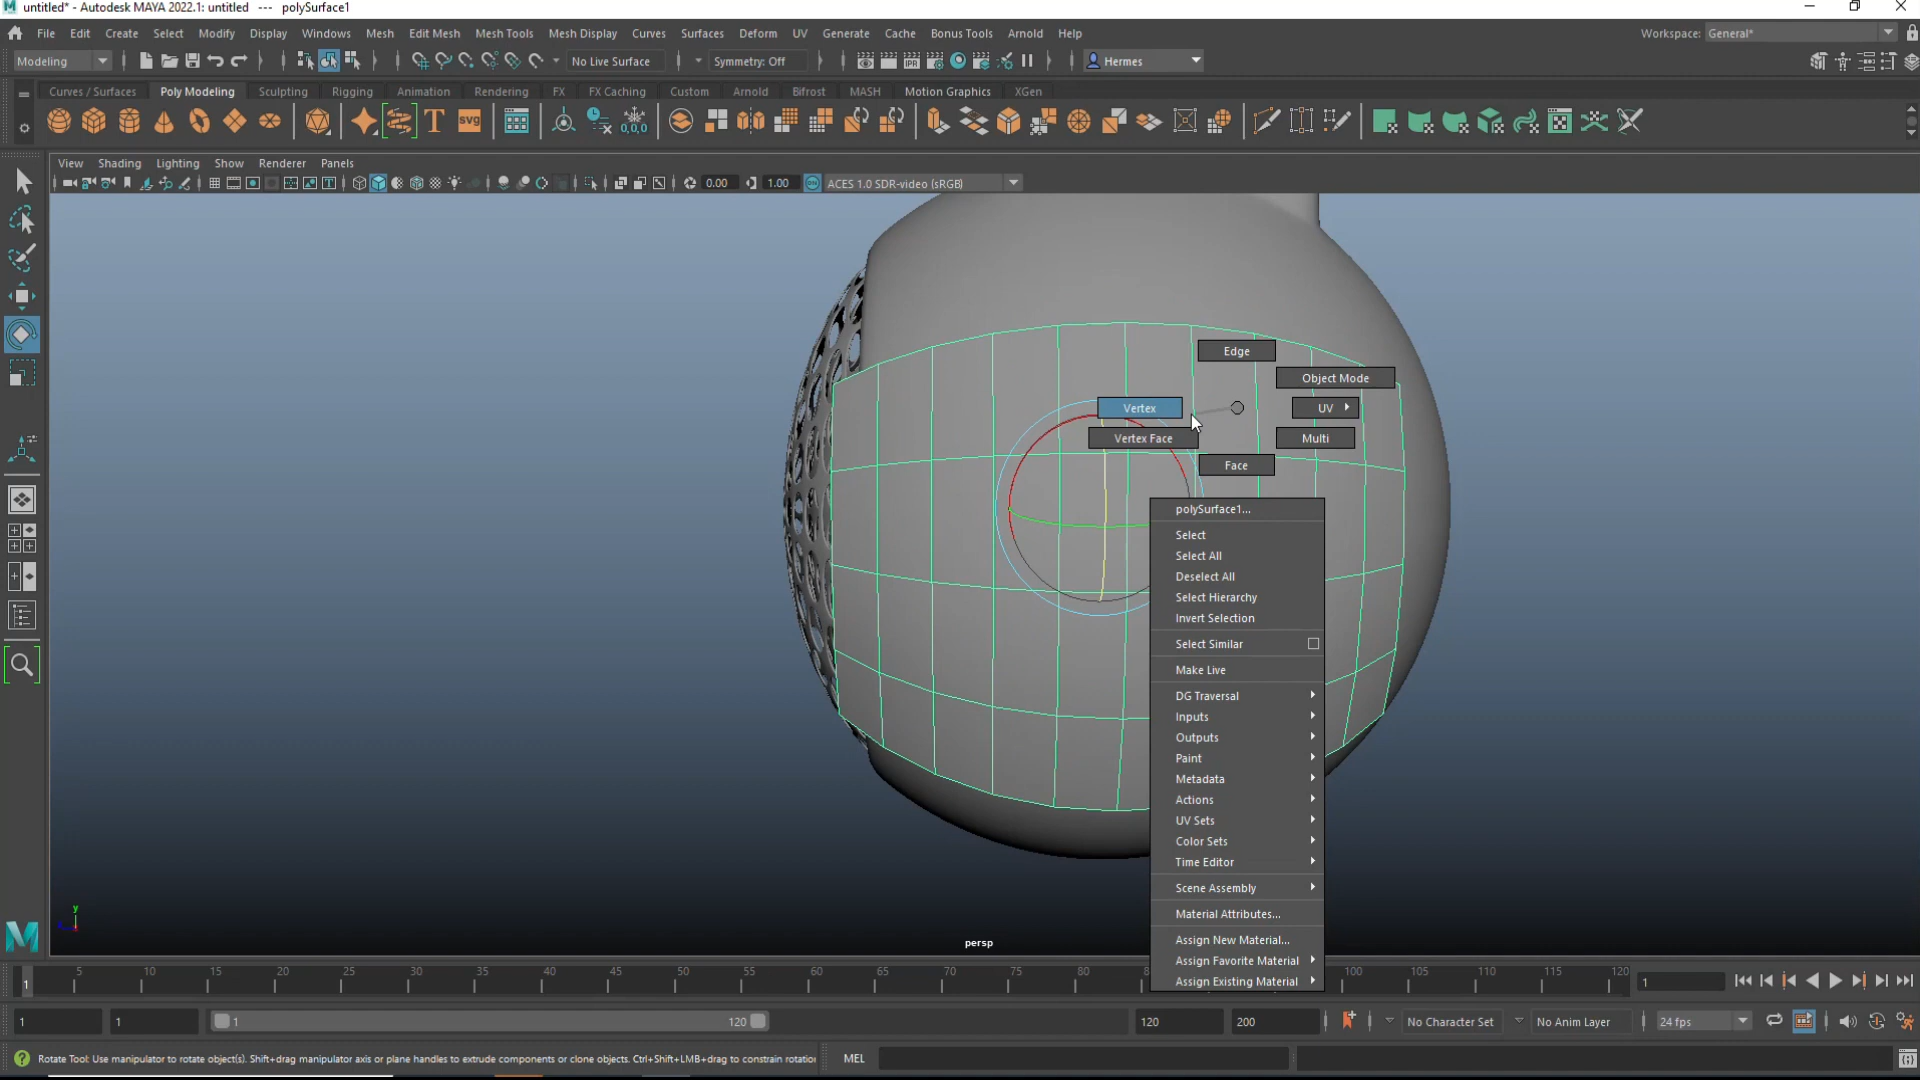 untitled* - Autodesk MAYA 2022.1: untitled --- polySurface1
File Edit Create Select Modify Display Windows Mesh Edit Mesh Mesh Tools Mesh Display Curves Surfaces Deform UV Generate Cache Bonus Tools Arnold Help
Workspace: General*
Modeling
No Live Surface
Symmetry: Off
IPR
Hermes
Curves / Surfaces Poly Modeling Sculpting Rigging Animation Rendering FX FX Caching Custom Arnold Bifrost MASH Motion Graphics XGen
T
SVG
0,0,0
View Shading Lighting Show Renderer Panels
0.00
1.00
ACES 1.0 SDR-video (sRGB)
Edge
Object Mode
Vertex
UV
Vertex Face
Multi
Face
polySurface1...
Select
Select All
Deselect All
Select Hierarchy
Invert Selection
Select Similar
Make Live
DG Traversal
Inputs
Outputs
Paint
Metadata
Actions
UV Sets
Color Sets
Time Editor
Scene Assembly
Material Attributes...
Assign New Material...
Assign Favorite Material
Assign Existing Material
y
persp
5 10 15 20 25 30 35 40 45 50 55 60 65 70 75 80 100 105 110 115 120
1
1
1 1 1 120 120 200
No Character Set
No Anim Layer
24 fps
Rotate Tool: Use manipulator to rotate object(s). Shift+drag manipulator axis or plane handles to extrude components or clone objects. Ctrl+Shift+LMB+drag to constrain rotatio
MEL